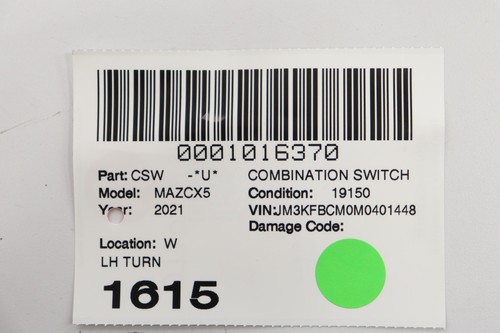 0001016370
Part: CSW -*U* COMBINATION SWITCH
Model: MAZCX5 Condition: 19150
Year: 2021 VIN:JM3KFBCM0M0401448
Damage Code:
Location: W
LH TURN
1615